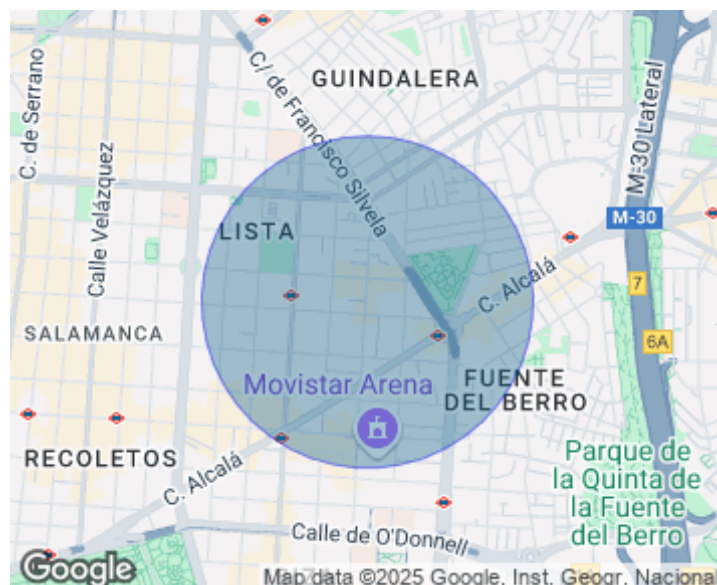 GUINDALERA
C. de Serrano
Calle Velázquez
C/ de Francisco Silvela
M-30 Lateral
LISTA
M-30
C. Alcalá
7
SALAMANCA
6A
Movistar Arena
FUENTE
DEL BERRO
RECOLETOS
C. Alcalá
Parque de
la Quinta de
la Fuente
del Berro
Calle de O'Donnell
Google
Map data ©2025 Google, Inst. Geogr. Nacional